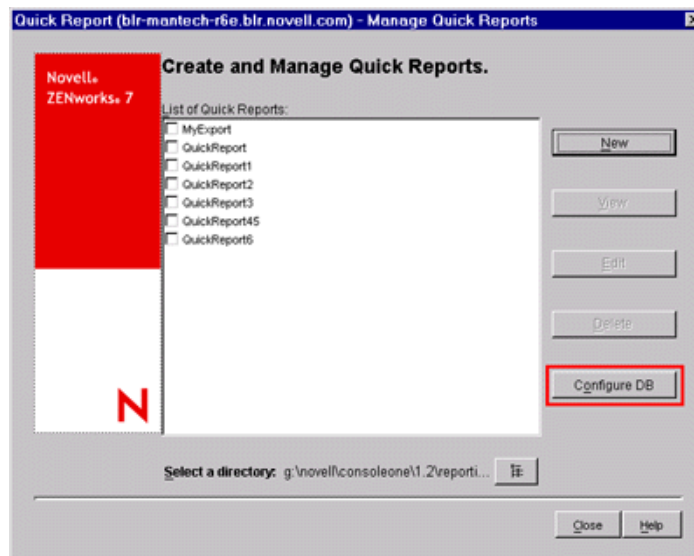 Quick Report (blr-mantech-r6e.blr.novell.com) - Manage Quick Reports
Novell®
ZENworks® 7
Create and Manage Quick Reports.
List of Quick Reports:
MyExport
QuickReport
QuickReport1
QuickReport2
QuickReport3
QuickReport45
QuickReport6
New
View
Edit
Delete
Configure DB
N
Select a directory: g:\novell\consoleone\1.2\reporti...
Close
Help